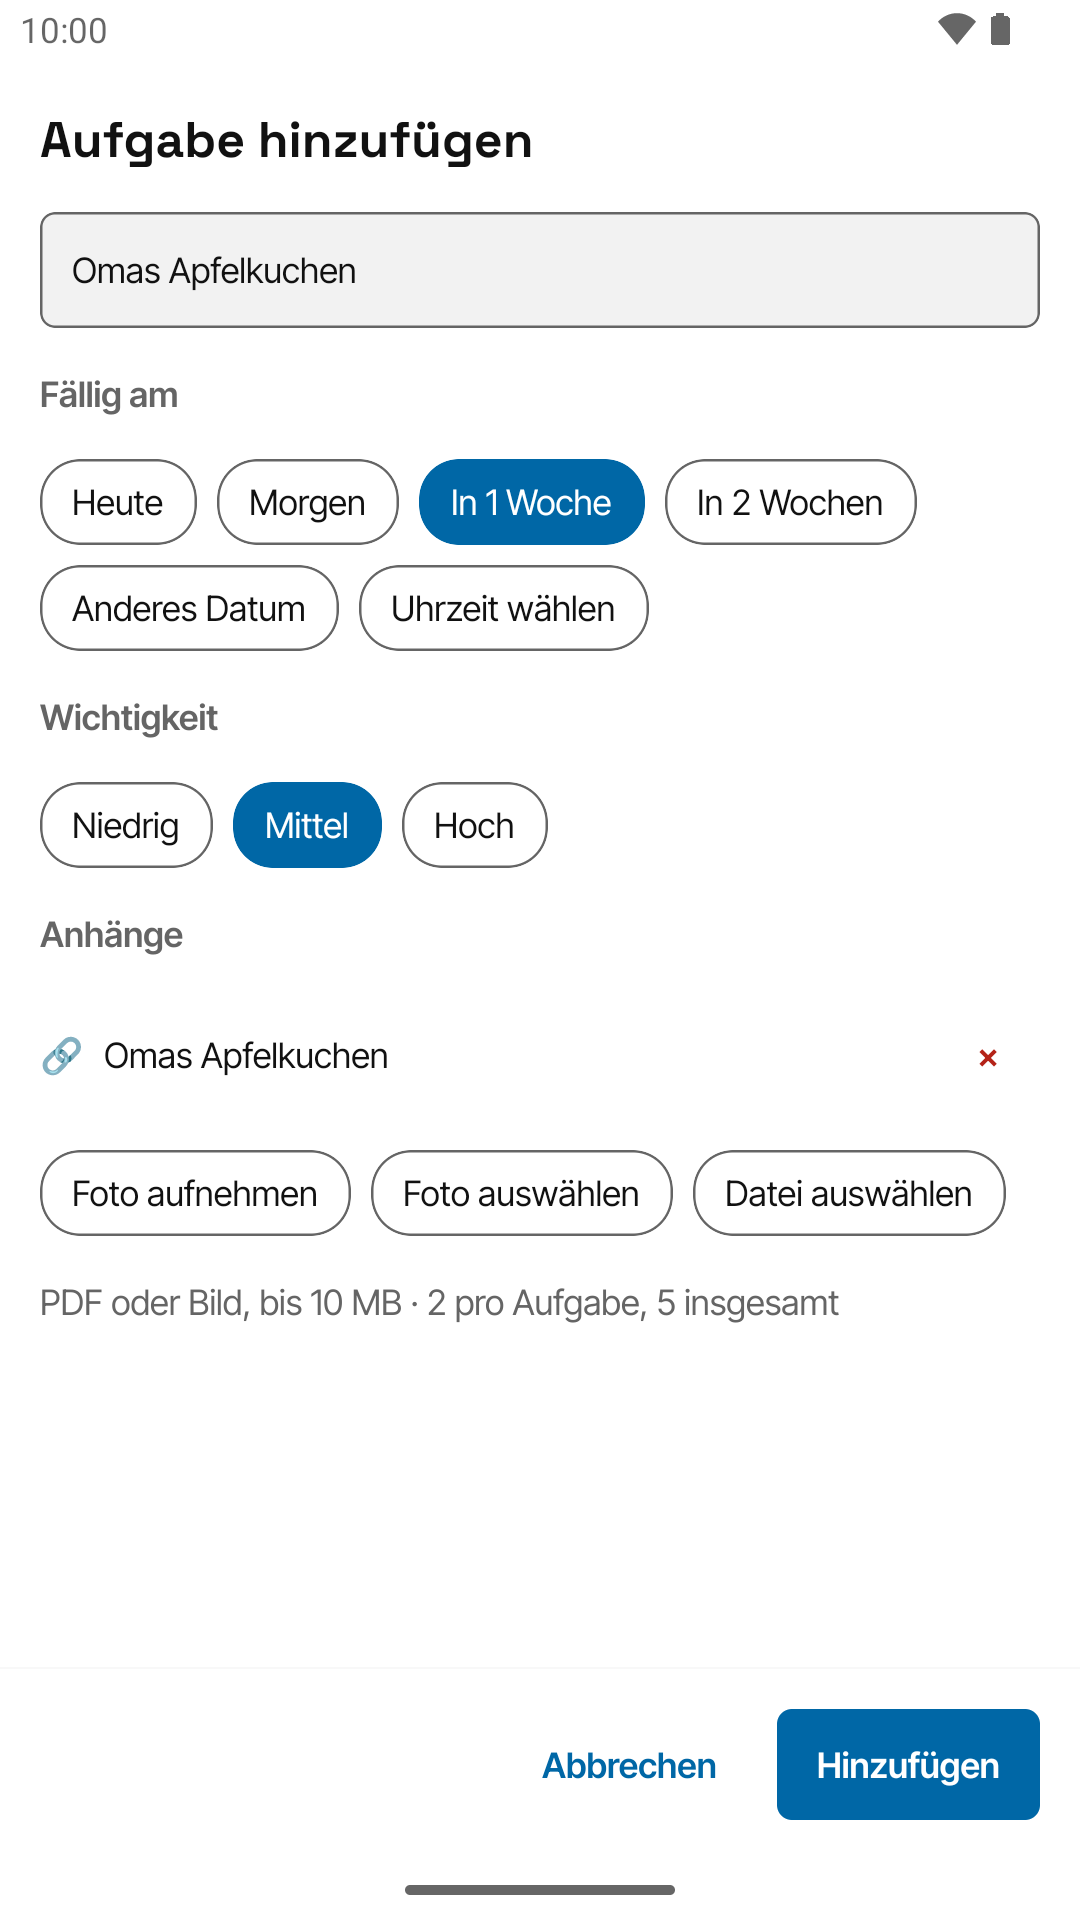 10:00
Aufgabe hinzufügen
Omas Apfelkuchen
Fällig am
Heute
Morgen
In 1 Woche
In 2 Wochen
Anderes Datum
Uhrzeit wählen
Wichtigkeit
Niedrig
Mittel
Hoch
Anhänge
Omas Apfelkuchen
Foto aufnehmen
Foto auswählen
Datei auswählen
PDF oder Bild, bis 10 MB · 2 pro Aufgabe, 5 insgesamt
Abbrechen
Hinzufügen